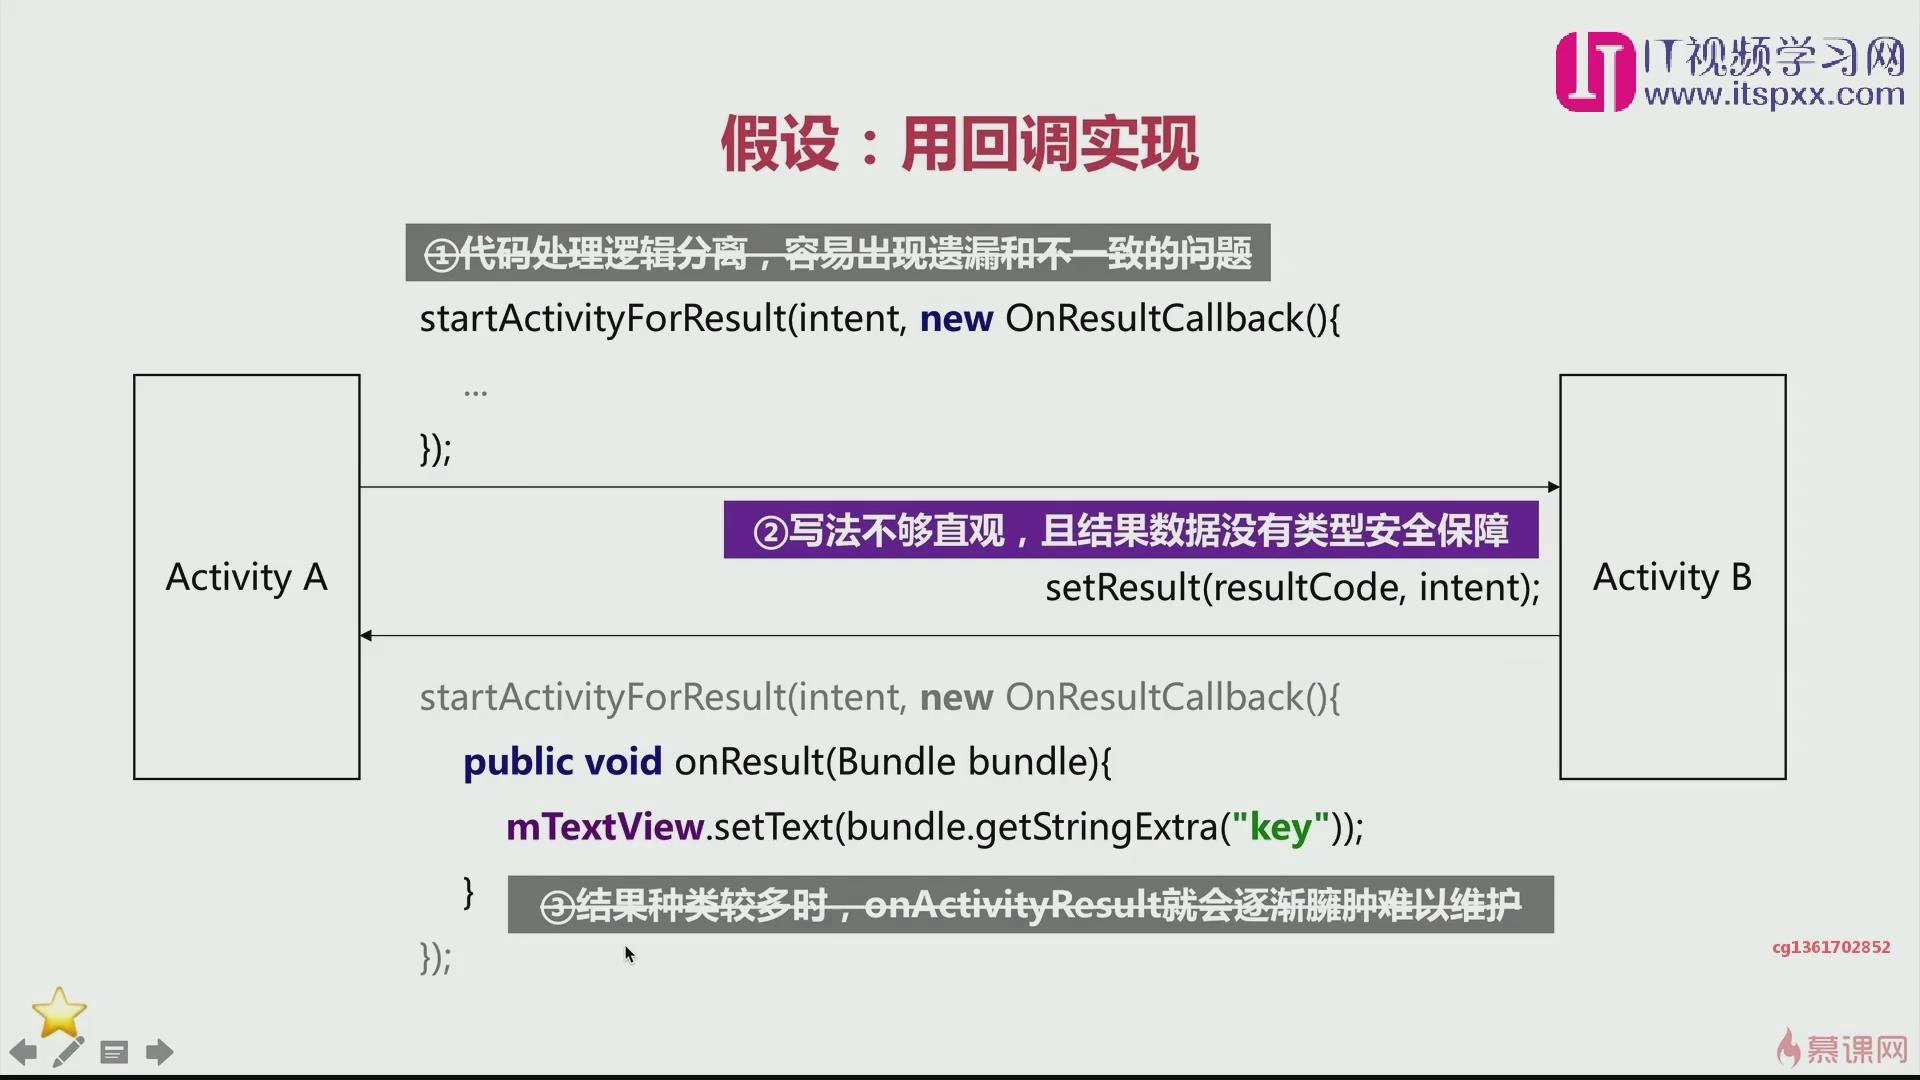 IT视频学习网
www.itspxx.com
假设：用回调实现
①代码处理逻辑分离，容易出现遗漏和不一致的问题
startActivityForResult(intent, new OnResultCallback(){
...
});
②写法不够直观，且结果数据没有类型安全保障
setResult(resultCode, intent);
Activity A
Activity B
startActivityForResult(intent, new OnResultCallback(){
public void onResult(Bundle bundle){
mTextView.setText(bundle.getStringExtra("key"));
}
③结果种类较多时，onActivityResult就会逐渐臃肿难以维护
});
cg1361702852
慕课网